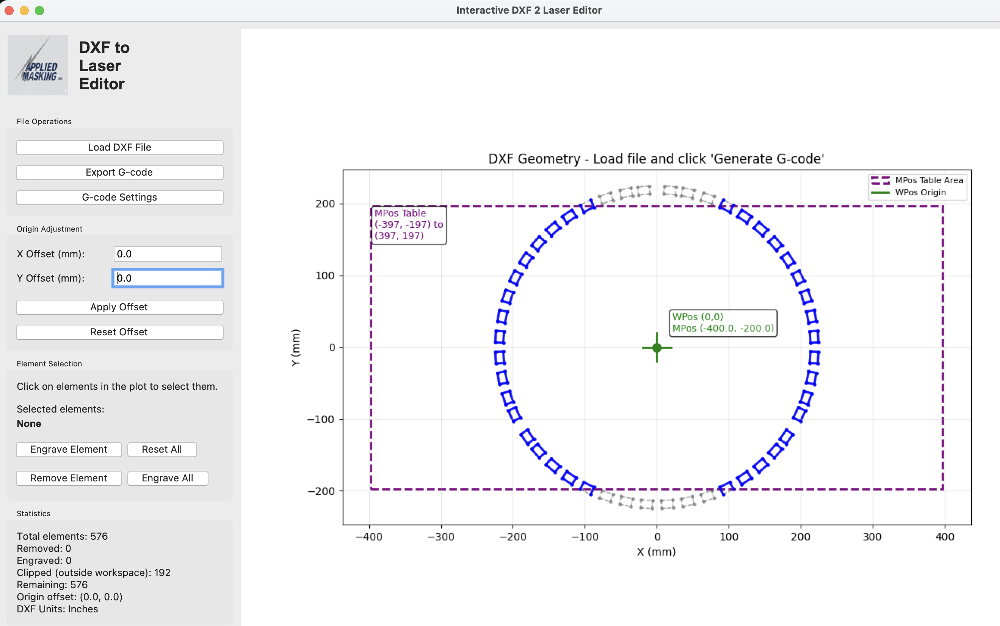 Interactive DXF 2 Laser Editor
APPLIED
MASKING INC.
DXF to
Laser
Editor
File Operations
Load DXF File
Export G-code
G-code Settings
Origin Adjustment
X Offset (mm): 0.0
Y Offset (mm): 0.0
Apply Offset
Reset Offset
Element Selection
Click on elements in the plot to select them.
Selected elements:
None
Engrave Element Reset All
Remove Element Engrave All
Statistics
Total elements: 576
Removed: 0
Engraved: 0
Clipped (outside workspace): 192
Remaining: 576
Origin offset: (0.0, 0.0)
DXF Units: Inches
DXF Geometry - Load file and click 'Generate G-code'
MPos Table Area
WPos Origin
MPos Table
(-397, -197) to
(397, 197)
WPos (0,0)
MPos (-400.0, -200.0)
Y (mm)
200
100
0
−100
−200
−400 −300 −200 −100 0 100 200 300 400
X (mm)